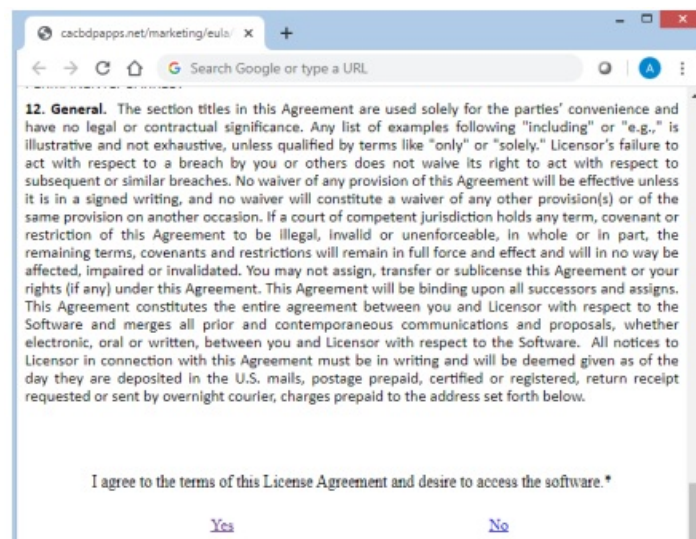 cacbdpapps.net/marketing/eula/
Search Google or type a URL
A
12. General. The section titles in this Agreement are used solely for the parties' convenience and
have no legal or contractual significance. Any list of examples following "including" or "e.g.," is
illustrative and not exhaustive, unless qualified by terms like "only" or "solely." Licensor's failure to
act with respect to a breach by you or others does not waive its right to act with respect to
subsequent or similar breaches. No waiver of any provision of this Agreement will be effective unless
it is in a signed writing, and no waiver will constitute a waiver of any other provision(s) or of the
same provision on another occasion. If a court of competent jurisdiction holds any term, covenant or
restriction of this Agreement to be illegal, invalid or unenforceable, in whole or in part, the
remaining terms, covenants and restrictions will remain in full force and effect and will in no way be
affected, impaired or invalidated. You may not assign, transfer or sublicense this Agreement or your
rights (if any) under this Agreement. This Agreement will be binding upon all successors and assigns.
This Agreement constitutes the entire agreement between you and Licensor with respect to the
Software and merges all prior and contemporaneous communications and proposals, whether
electronic, oral or written, between you and Licensor with respect to the Software. All notices to
Licensor in connection with this Agreement must be in writing and will be deemed given as of the
day they are deposited in the U.S. mails, postage prepaid, certified or registered, return receipt
requested or sent by overnight courier, charges prepaid to the address set forth below.
I agree to the terms of this License Agreement and desire to access the software.*
Yes No